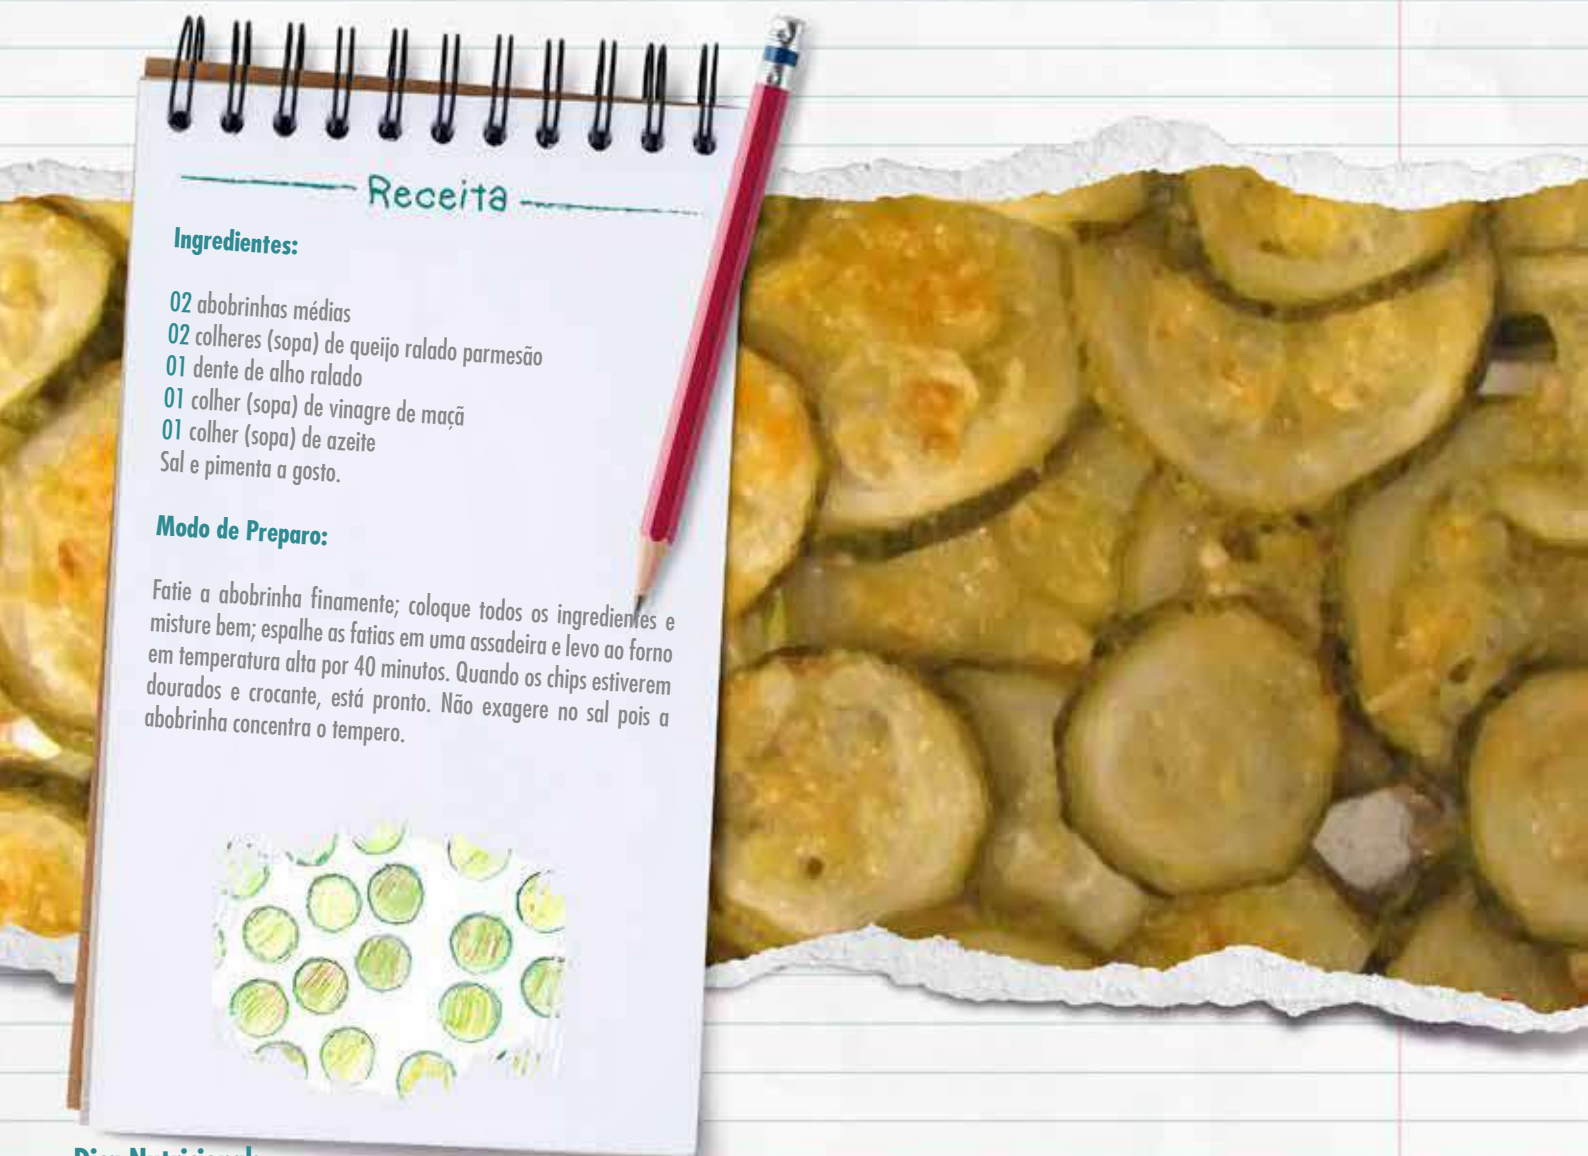 Receita
Ingredientes:
02 abobrinhas médias
02 colheres (sopa) de queijo ralado parmesão
01 dente de alho ralado
01 colher (sopa) de vinagre de maçã
01 colher (sopa) de azeite
Sal e pimenta a gosto.
Modo de Preparo:
Fatie a abobrinha finamente; coloque todos os ingredientes e
misture bem; espalhe as fatias em uma assadeira e levo ao forno
em temperatura alta por 40 minutos. Quando os chips estiverem
dourados e crocante, está pronto. Não exagere no sal pois a
abobrinha concentra o tempero.